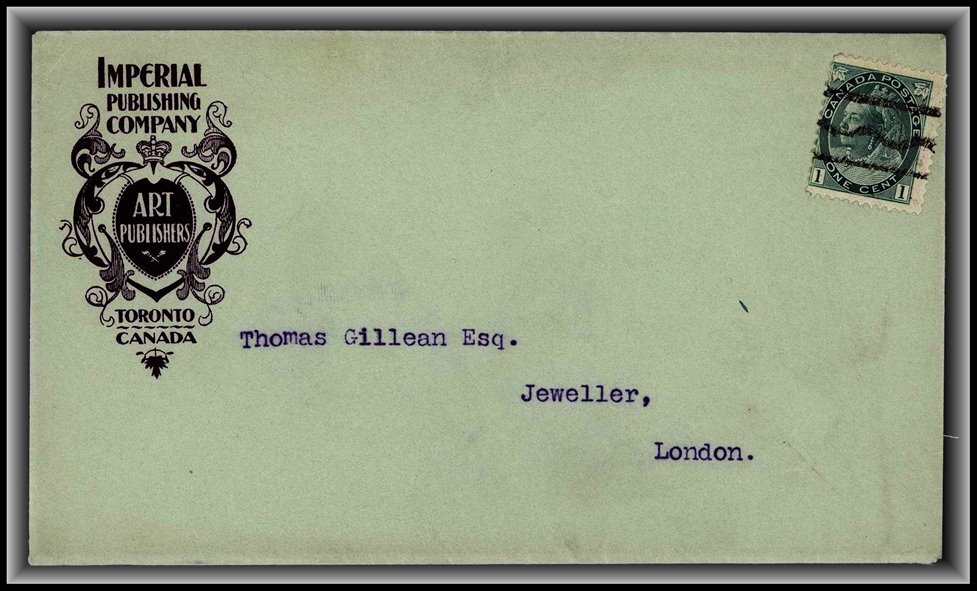 IMPERIAL
PUBLISHING
COMPANY
ART
PUBLISHERS
TORONTO
CANADA
CANADA POSTAGE
1 ONE CENT 1
Thomas Gillean Esq.
Jeweller,
London.